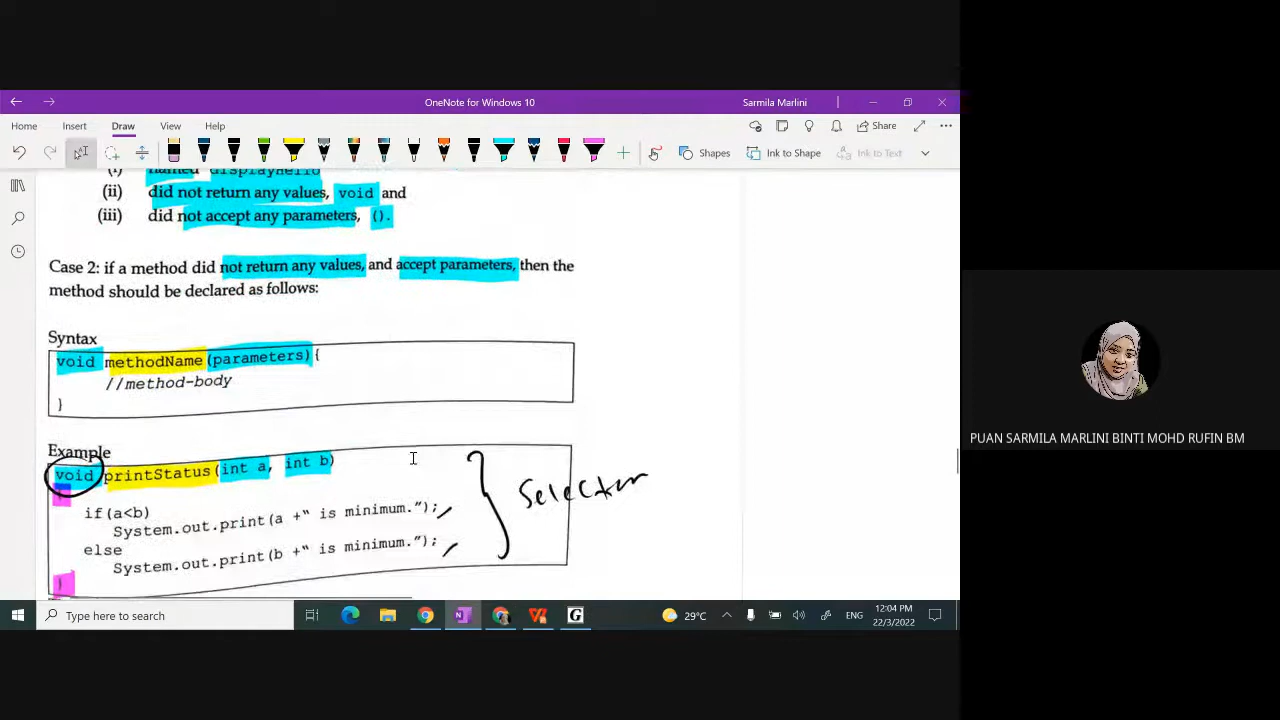 OneNote for Windows 10
Sarmila Marlini
Home
Insert
Draw
View
Help
Share
Shapes
Ink to Shape
Ink to Text
(i) named displayHello
(ii) did not return any values, void and
(iii) did not accept any parameters, ().
Case 2: if a method did not return any values, and accept parameters, then the
method should be declared as follows:
Syntax
void methodName(parameters){
//method-body
}
Example
void printStatus(int a, int b)
{
if(a<b)
System.out.print(a +" is minimum.");
else
System.out.print(b +" is minimum.");
}
Selection
PUAN SARMILA MARLINI BINTI MOHD RUFIN BM
Type here to search
29°C
ENG
12:04 PM
22/3/2022